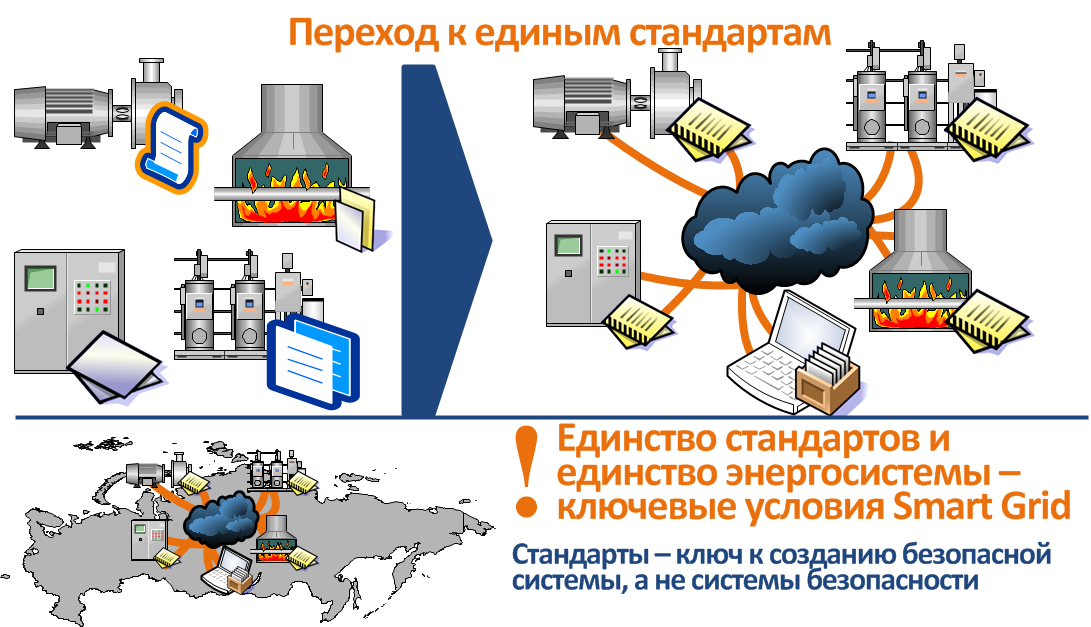 Переход к единым стандартам
Единство стандартов и
единство энергосистемы –
ключевые условия Smart Grid
Стандарты – ключ к созданию безопасной
системы, а не системы безопасности